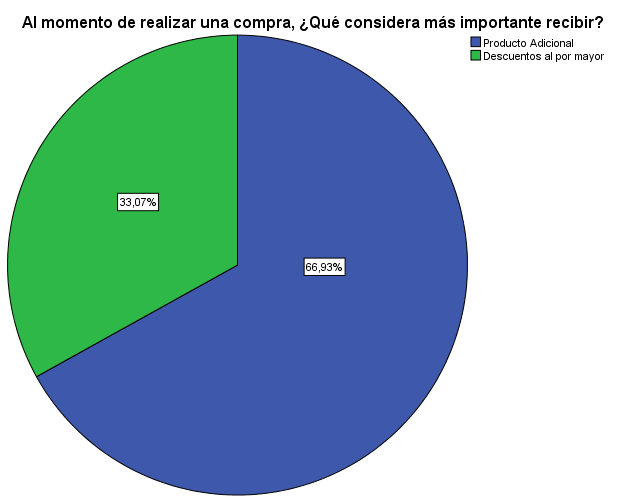 Al momento de realizar una compra, ¿Qué considera más importante recibir?
Producto Adicional
Descuentos al por mayor
33,07%
66,93%